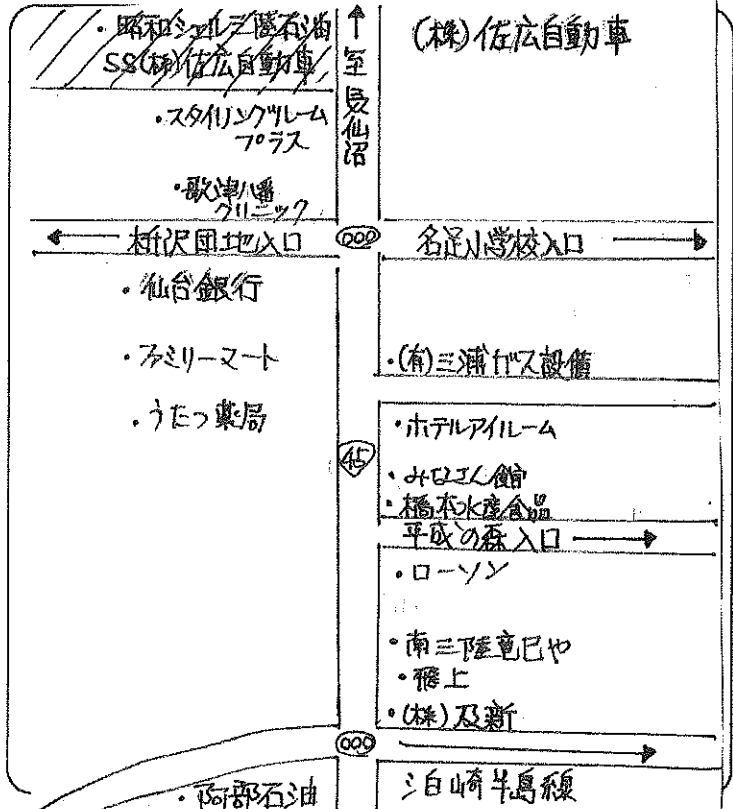 ・昭和シェル三陸石油
SS(株)佐広自動車
・スタイリングルーム
プラス
・歌津八番
クリニック
至気仙沼
(株)佐広自動車
桝沢団地入口
名足小学校入口
・仙台銀行
・ファミリーマート
・うたつ薬局
・(有)三浦ガス設備
・ホテルアイルーム
45
・みなさん館
・橋本水産食品
平成の森入口
・ローソン
・南三陸竜巳や
・雁上
・(株)及新
泊崎半島線
・阿部石油